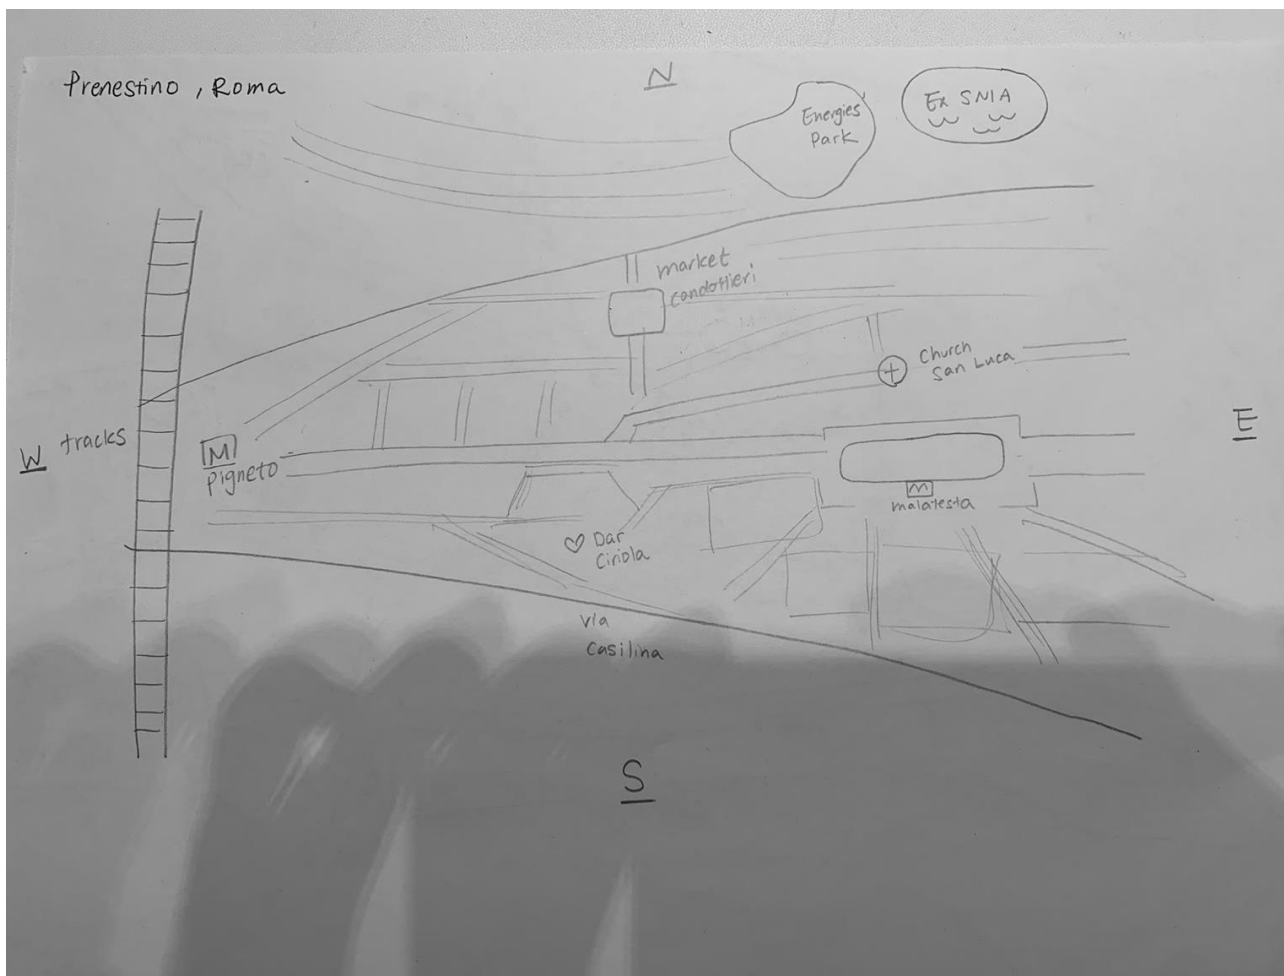 Prenestino, Roma
N
Energies'
Park
Ex SNIA
market
Condottieri
Church
San Luca
E
W
tracks
M
Pigneto
M
malatesta
Dar
Ciriola
via
Casilina
S